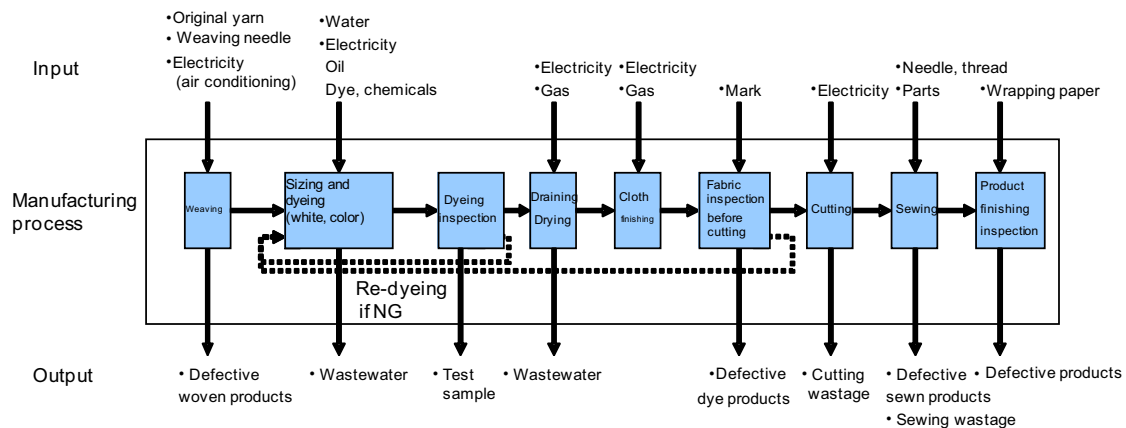 Input
•Original yarn
• Weaving needle
•Electricity
(air conditioning)
•Water
•Electricity
Oil
Dye, chemicals
•Electricity
•Gas
•Electricity
•Gas
•Mark
•Electricity
•Needle, thread
•Parts
•Wrapping paper
Manufacturing
process
Weaving
Sizing and
dyeing
(white, color)
Dyeing
inspection
Draining
Drying
Cloth
finishing
Fabric
inspection
before
cutting
Cutting
Sewing
Product
finishing
inspection
Re-dyeing
if NG
Output
• Defective
woven products
• Wastewater
• Test
sample
• Wastewater
•Defective
dye products
• Cutting
wastage
• Defective
sewn products
• Sewing wastage
• Defective products